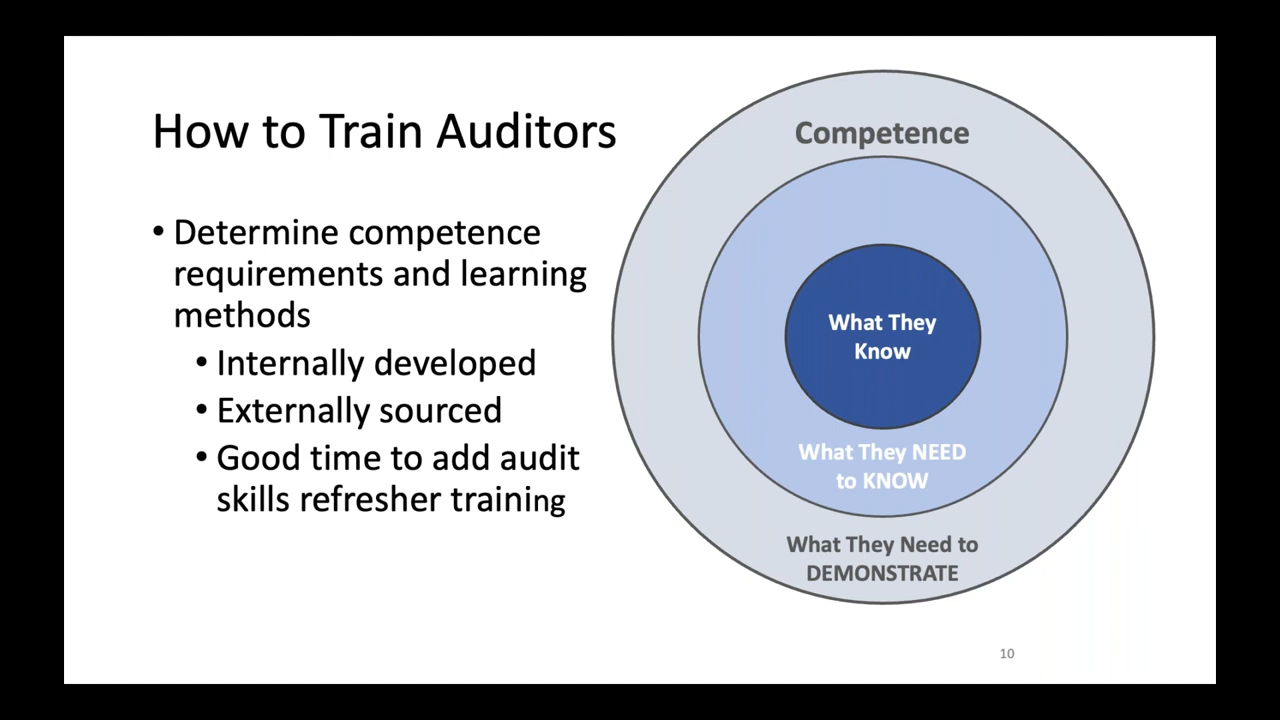 How to Train Auditors
• Determine competence
requirements and learning
methods
• Internally developed
• Externally sourced
• Good time to add audit
skills refresher training
Competence
What They
Know
What They NEED
to KNOW
What They Need to
DEMONSTRATE
10